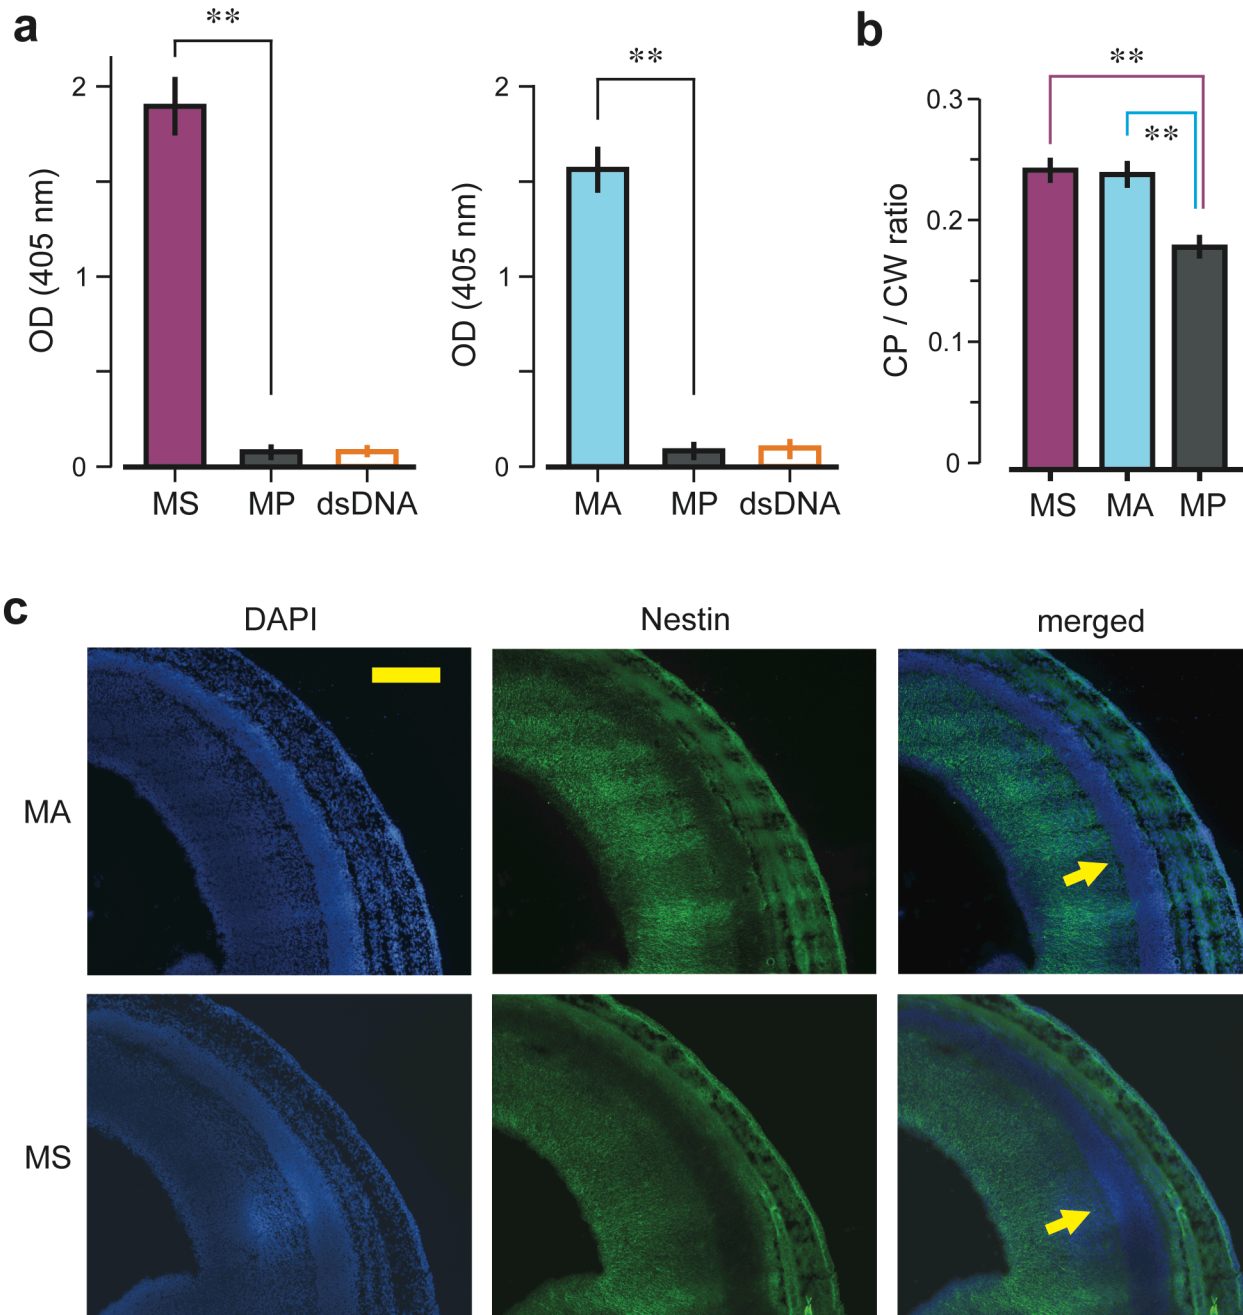 a
**
2
1
0
OD (405 nm)
MS MP dsDNA
**
2
1
0
OD (405 nm)
MA MP dsDNA
b
**
**
0.3
0.2
0.1
0
CP / CW ratio
MS MA MP
c
DAPI Nestin merged
MA
MS